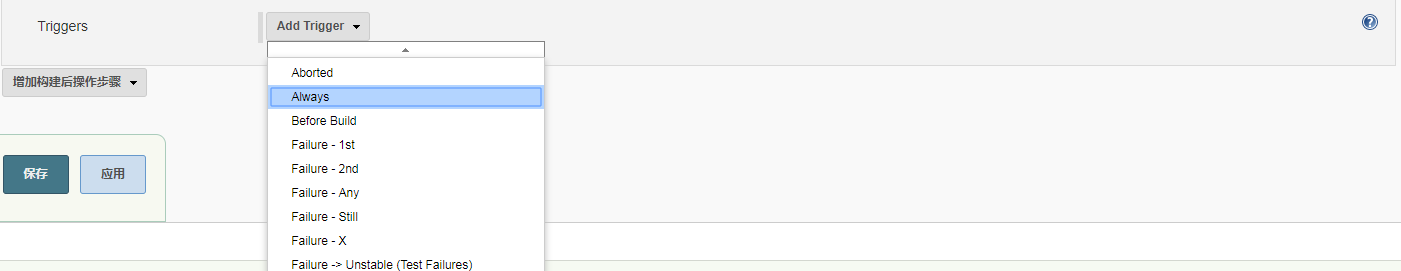 Triggers
Add Trigger
Aborted
增加构建后操作步骤
Always
Before Build
Failure - 1st
保存
应用
Failure - 2nd
Failure - Any
Failure - Still
Failure - X
Failure -> Unstable (Test Failures)